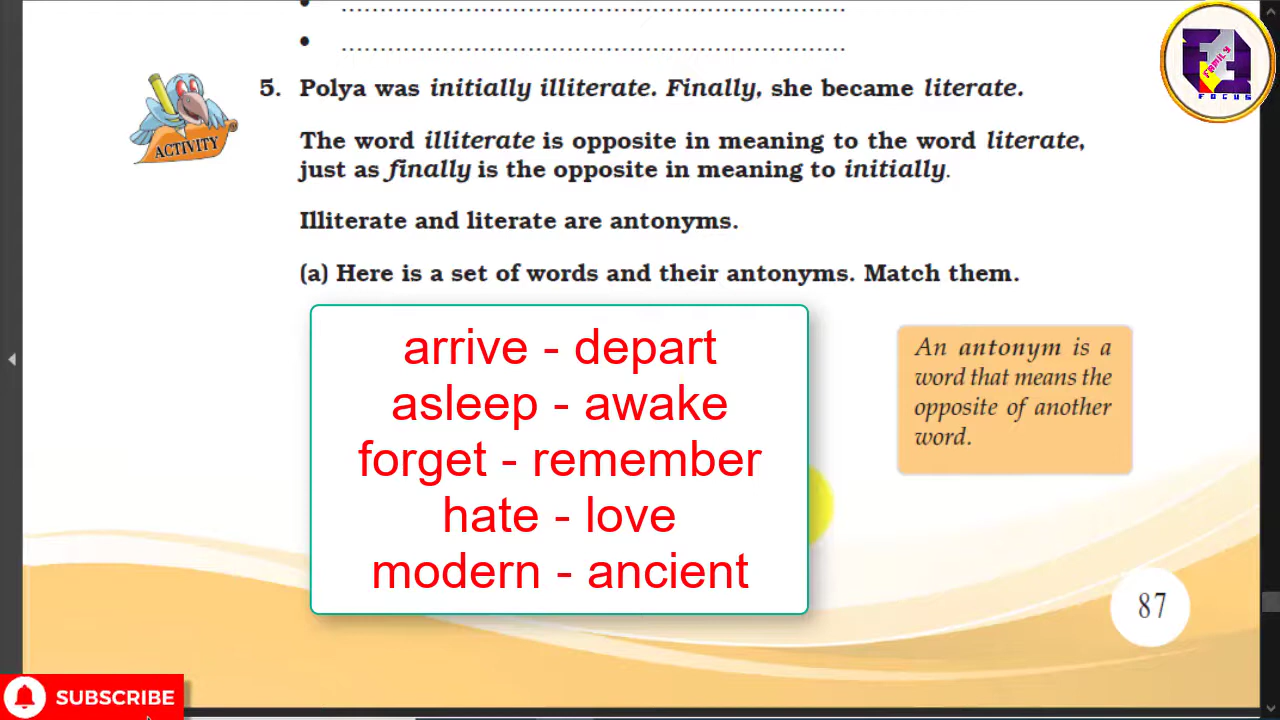 • ................................................................
• ................................................................
5. Polya was initially illiterate. Finally, she became literate.
ACTIVITY
The word illiterate is opposite in meaning to the word literate,
just as finally is the opposite in meaning to initially.
Illiterate and literate are antonyms.
(a) Here is a set of words and their antonyms. Match them.
arrive - depart
asleep - awake
forget - remember
hate - love
modern - ancient
An antonym is a
word that means the
opposite of another
word.
87
FAMILY
FOCUS
SUBSCRIBE